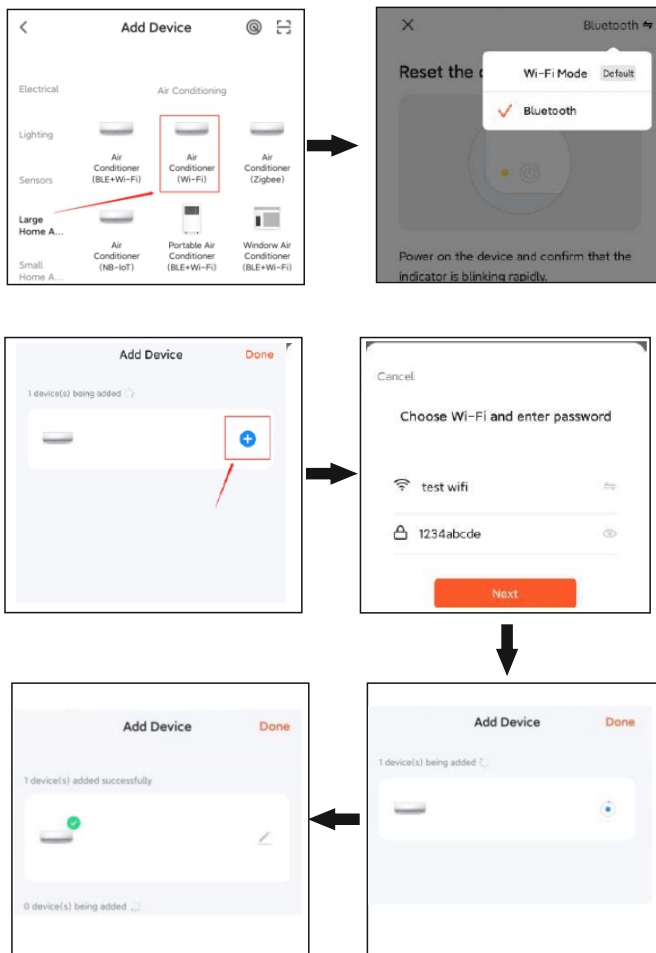 Add Device
Electrical
Air Conditioning
Lighting
Air
Conditioner
(BLE+Wi-Fi)
Air
Conditioner
(Wi-Fi)
Air
Conditioner
(Zigbee)
Sensors
Large
Home A...
Air
Conditioner
(NB-IoT)
Portable Air
Conditioner
(BLE+Wi-Fi)
Windorw Air
Conditioner
(BLE+Wi-Fi)
Small
Home A...
Bluetooth
Reset the d
Wi-Fi Mode Default
Bluetooth
Power on the device and confirm that the
indicator is blinking rapidly.
Add Device Done
1 device(s) being added
Cancel
Choose Wi-Fi and enter password
test wifi
1234abcde
Next
Add Device Done
1 device(s) added successfully
0 device(s) being added
Add Device Done
1 device(s) being added